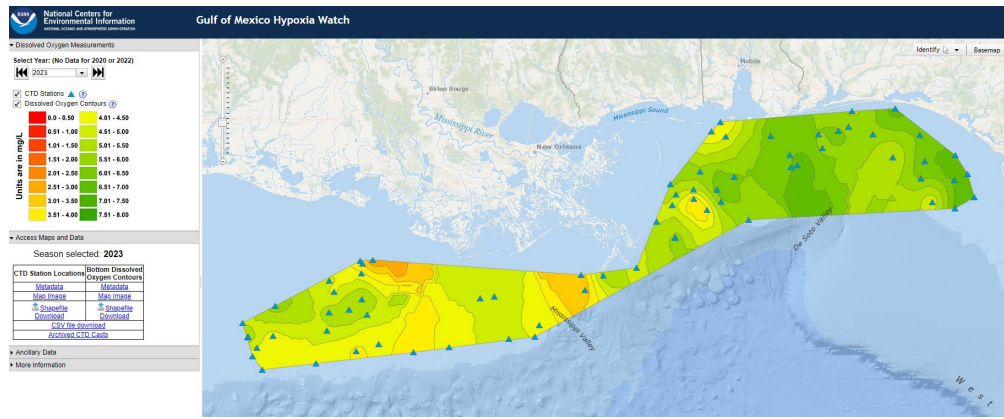 NOAA
National Centers for
Environmental Information
NATIONAL OCEANIC AND ATMOSPHERIC ADMINISTRATION
Gulf of Mexico Hypoxia Watch
Dissolved Oxygen Measurements
Select Year: (No Data for 2020 or 2022)
2023
CTD Stations
Dissolved Oxygen Contours
Units are in mg/L
0.0 - 0.50 4.01 - 4.50
0.51 - 1.00 4.51 - 5.00
1.01 - 1.50 5.01 - 5.50
1.51 - 2.00 5.51 - 6.00
2.01 - 2.50 6.01 - 6.50
2.51 - 3.00 6.51 - 7.00
3.01 - 3.50 7.01 - 7.50
3.51 - 4.00 7.51 - 8.00
Access Maps and Data
Season selected: 2023
CTD Station Locations Bottom Dissolved
Oxygen Contours
Metadata Metadata
Map Image Map Image
Shapefile Shapefile
Download Download
CSV file download
Archived CTD Casts
Ancillary Data
More Information
Identify Basemap
Mobile
Baton Rouge
Mississippi Sound
Mississippi River
New Orleans
De Soto Valley
Mississippi Valley
West